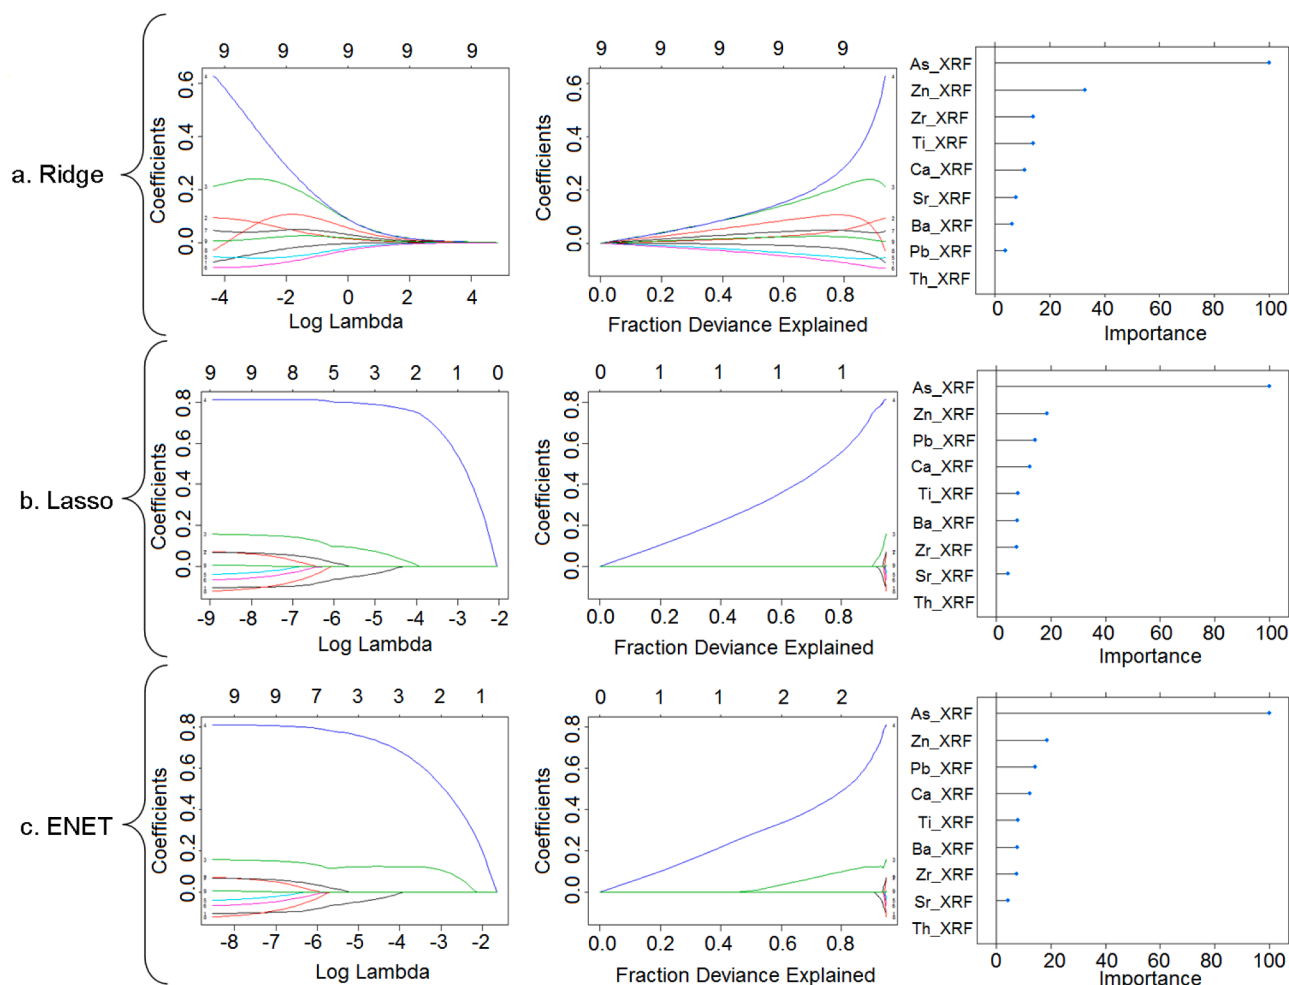 a. Ridge
9 9 9 9 9
Coefficients
0.0 0.2 0.4 0.6
-4 -2 0 2 4
Log Lambda
9 9 9 9 9
Coefficients
0.0 0.2 0.4 0.6
0.0 0.2 0.4 0.6 0.8
Fraction Deviance Explained
As_XRF
Zn_XRF
Zr_XRF
Ti_XRF
Ca_XRF
Sr_XRF
Ba_XRF
Pb_XRF
Th_XRF
0 20 40 60 80 100
Importance
b. Lasso
9 9 8 5 3 2 1 0
Coefficients
0.0 0.2 0.4 0.6 0.8
-9 -8 -7 -6 -5 -4 -3 -2
Log Lambda
0 1 1 1 1
Coefficients
0.0 0.2 0.4 0.6 0.8
0.0 0.2 0.4 0.6 0.8
Fraction Deviance Explained
As_XRF
Zn_XRF
Pb_XRF
Ca_XRF
Ti_XRF
Ba_XRF
Zr_XRF
Sr_XRF
Th_XRF
0 20 40 60 80 100
Importance
c. ENET
9 9 7 3 3 2 1
Coefficients
0.0 0.2 0.4 0.6 0.8
-8 -7 -6 -5 -4 -3 -2
Log Lambda
0 1 1 2 2
Coefficients
0.0 0.2 0.4 0.6 0.8
0.0 0.2 0.4 0.6 0.8
Fraction Deviance Explained
As_XRF
Zn_XRF
Pb_XRF
Ca_XRF
Ti_XRF
Ba_XRF
Zr_XRF
Sr_XRF
Th_XRF
0 20 40 60 80 100
Importance